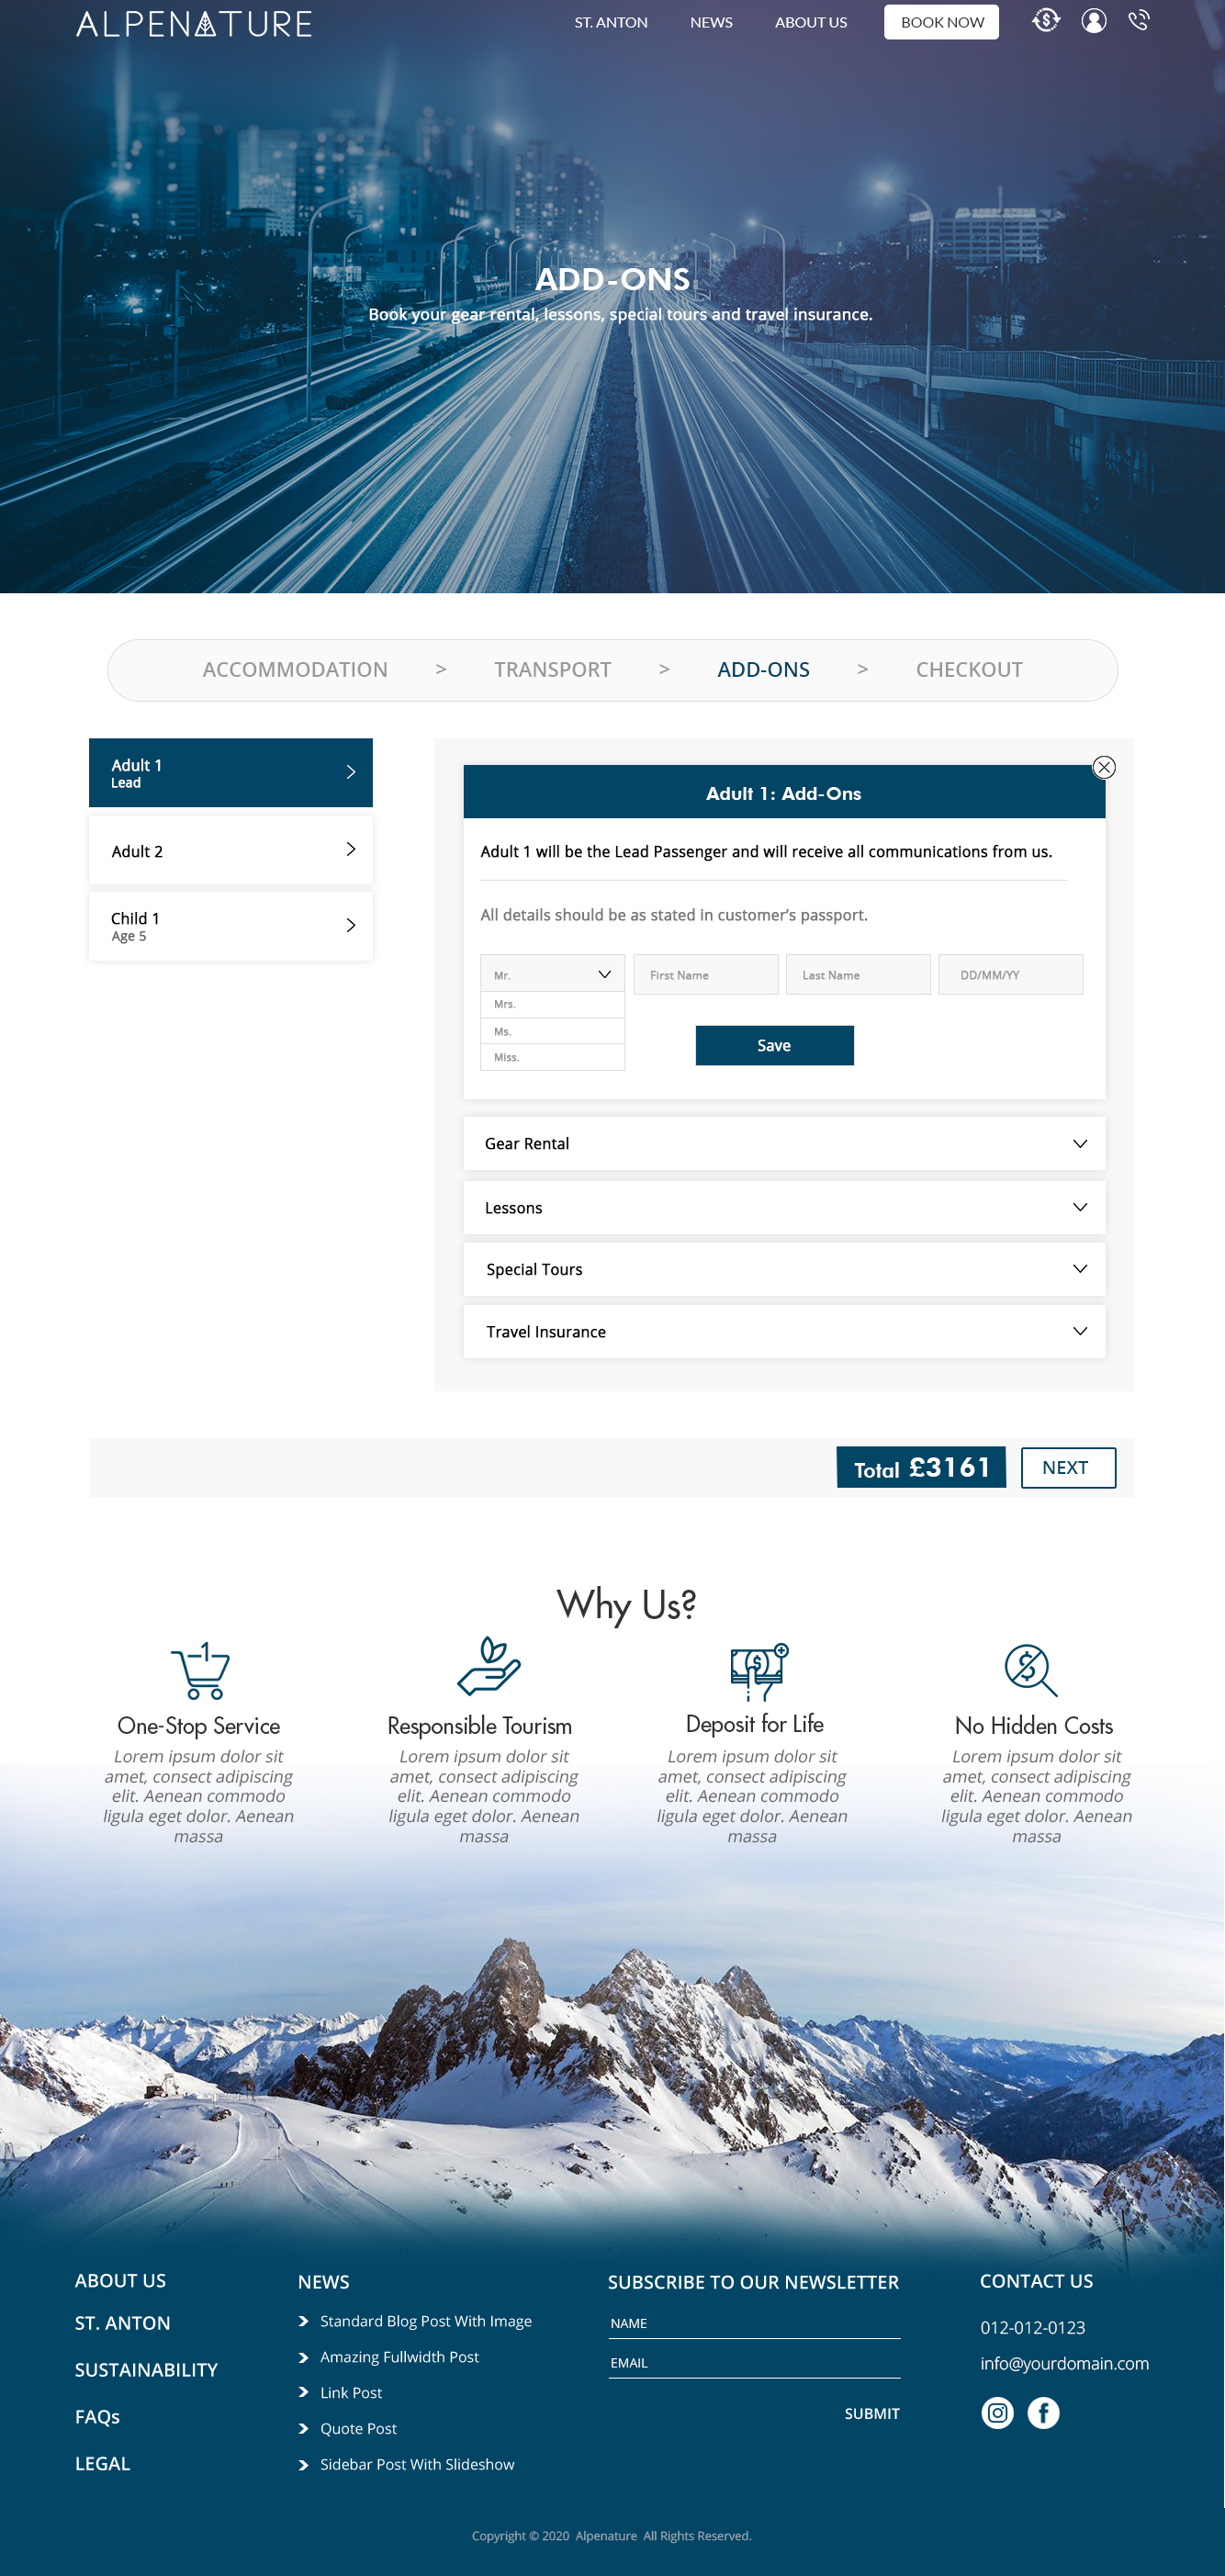 ALPENATURE
ST. ANTON NEWS ABOUT US BOOK NOW
ADD-ONS
Book your gear rental, lessons, special tours and travel insurance.
ACCOMMODATION > TRANSPORT > ADD-ONS > CHECKOUT
Adult 1
Lead
Adult 2
Child 1
Age 5
Adult 1: Add-Ons
Adult 1 will be the Lead Passenger and will receive all communications from us.
All details should be as stated in customer’s passport.
Mr. First Name Last Name DD/MM/YY
Mrs.
Ms.
Miss.
Save
Gear Rental
Lessons
Special Tours
Travel Insurance
Total £3161 NEXT
Why Us?
One-Stop Service
Lorem ipsum dolor sit
amet, consect adipiscing
elit. Aenean commodo
ligula eget dolor. Aenean
massa
Responsible Tourism
Lorem ipsum dolor sit
amet, consect adipiscing
elit. Aenean commodo
ligula eget dolor. Aenean
massa
Deposit for Life
Lorem ipsum dolor sit
amet, consect adipiscing
elit. Aenean commodo
ligula eget dolor. Aenean
massa
No Hidden Costs
Lorem ipsum dolor sit
amet, consect adipiscing
elit. Aenean commodo
ligula eget dolor. Aenean
massa
ABOUT US
ST. ANTON
SUSTAINABILITY
FAQs
LEGAL
NEWS
Standard Blog Post With Image
Amazing Fullwidth Post
Link Post
Quote Post
Sidebar Post With Slideshow
SUBSCRIBE TO OUR NEWSLETTER
NAME
EMAIL
SUBMIT
CONTACT US
012-012-0123
info@yourdomain.com
Copyright © 2020 Alpenature All Rights Reserved.